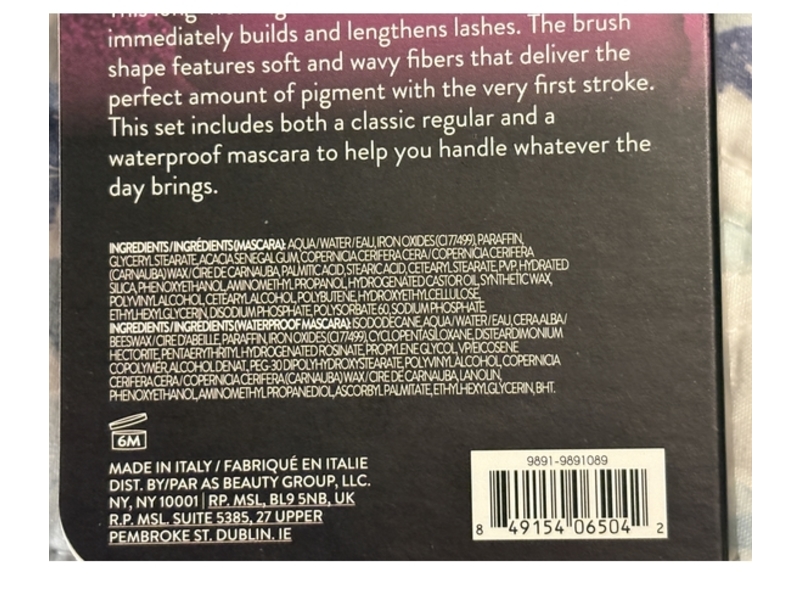 immediately builds and lengthens lashes. The brush
shape features soft and wavy fibers that deliver the
perfect amount of pigment with the very first stroke.
This set includes both a classic regular and a
waterproof mascara to help you handle whatever the
day brings.
INGREDIENTS/INGRÉDIENTS(MASCARA): AQUA/WATER/EAU, IRON OXIDES (CI 77499), PARAFFIN,
GLYCERYL STEARATE, ACACIA SENEGAL GUM, COPERNICIA CERIFERA CERA/COPERNICIA CERIFERA
(CARNAUBA) WAX/CIRE DE CARNAUBA, PALMITIC ACID, STEARIC ACID, CETEARYL STEARATE, PVP, HYDRATED
SILICA, PHENOXYETHANOL, AMINOMETHYL PROPANOL, HYDROGENATED CASTOR OIL, SYNTHETIC WAX,
POLYVINYL ALCOHOL, CETEARYL ALCOHOL, POLYBUTENE, HYDROXYETHYLCELLULOSE,
ETHYLHEXYLGLYCERIN, DISODIUM PHOSPHATE, POLYSORBATE 60, SODIUM PHOSPHATE.
INGREDIENTS/INGRÉDIENTS(WATERPROOF MASCARA): ISODODECANE, AQUA/WATER/EAU, CERA ALBA/
BEESWAX/CIRE D'ABEILLE, PARAFFIN, IRON OXIDES (CI 77499), CYCLOPENTASILOXANE, DISTEARDIMONIUM
HECTORITE, PENTAERYTHRITYL HYDROGENATED ROSINATE, PROPYLENE GLYCOL, VP/EICOSENE
COPOLYMER, ALCOHOL DENAT., PEG-30 DIPOLYHYDROXYSTEARATE, POLYVINYL ALCOHOL, COPERNICIA
CERIFERA CERA/COPERNICIA CERIFERA (CARNAUBA) WAX/CIRE DE CARNAUBA, LANOLIN,
PHENOXYETHANOL, AMINOMETHYL PROPANEDIOL, ASCORBYL PALMITATE, ETHYLHEXYLGLYCERIN, BHT.
6M
MADE IN ITALY / FABRIQUÉ EN ITALIE
DIST. BY/PAR AS BEAUTY GROUP, LLC.
NY, NY 10001 | RP. MSL, BL9 5NB, UK
R.P. MSL. SUITE 5385, 27 UPPER
PEMBROKE ST. DUBLIN. IE
9891-9891089
8 49154 06504 2